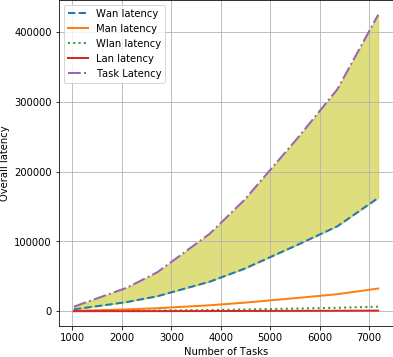 Wan latency
Man latency
Wlan latency
Lan latency
Task Latency
400000
300000
200000
100000
0
Overall latency
1000 2000 3000 4000 5000 6000 7000
Number of Tasks